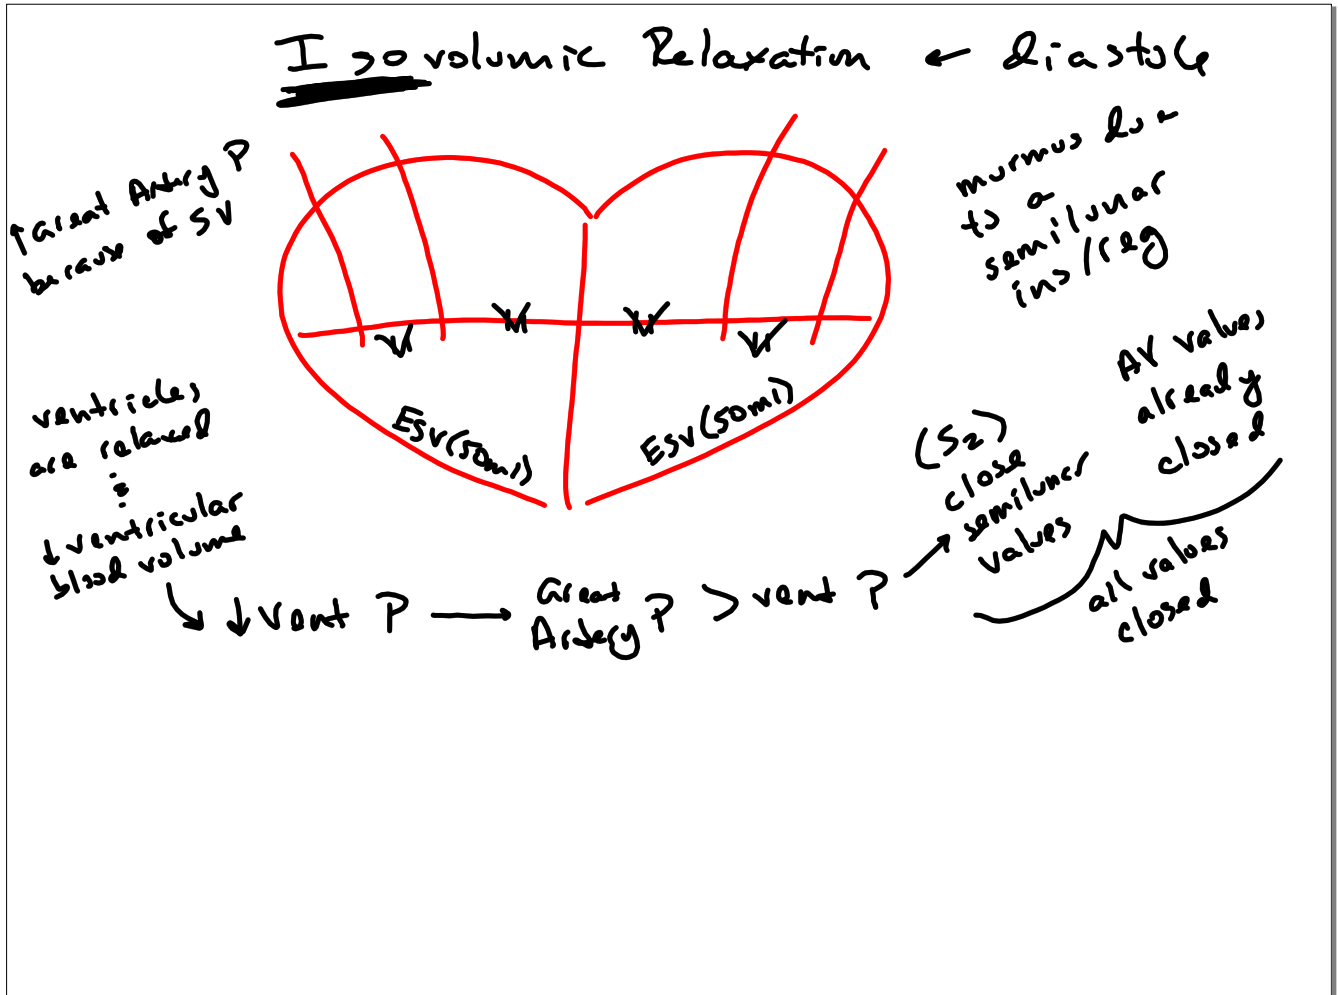 Isovolumic Relaxation ← diastole
↑ Great Artery P
because of SV
murmus due
to a
semilunar
ins/reg
AV valves
already
closed
ventricles
are relaxed
↓ ventricular
blood volume
ESV(50ml)
ESV(50ml)
(S2)
close
semilunar
valves
all valves
closed
↓ Vent P → Great Artery P > vent P